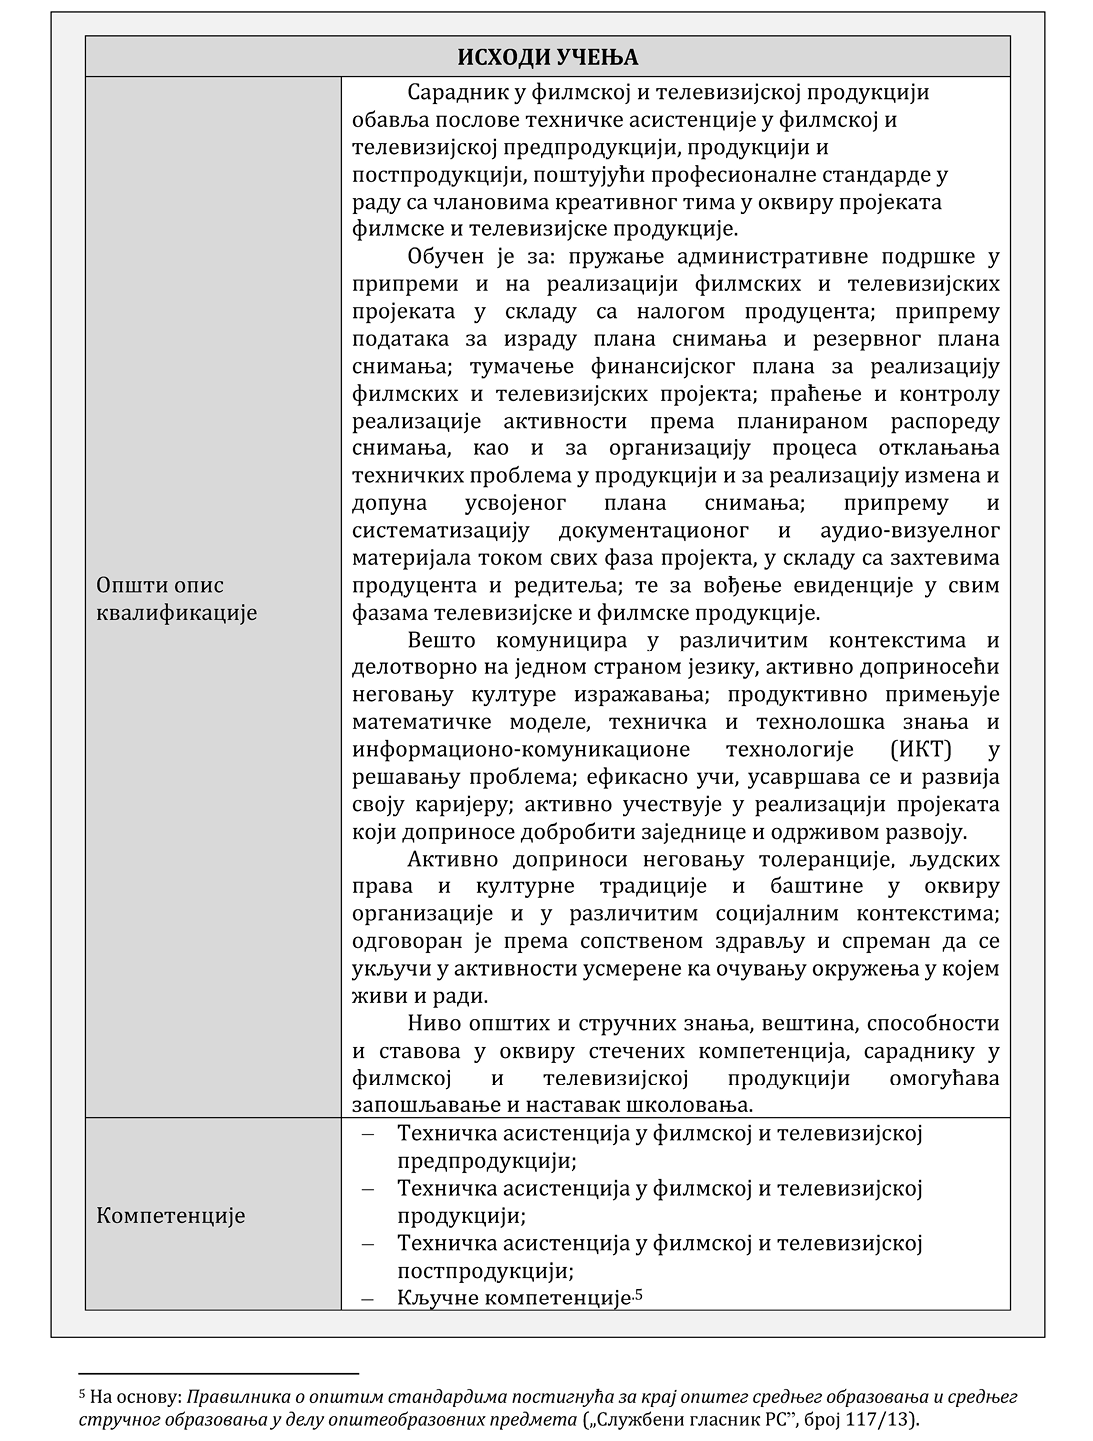 ИСХОДИ УЧЕЊА
Општи опис
квалификације
Сарадник у филмској и телевизијској продукцији
обавља послове техничке асистенције у филмској и
телевизијској предпродукцији, продукцији и
постпродукцији, поштујући професионалне стандарде у
раду са члановима креативног тима у оквиру пројеката
филмске и телевизијске продукције.
Обучен је за: пружање административне подршке у
припреми и на реализацији филмских и телевизијских
пројеката у складу са налогом продуцента; припрему
података за израду плана снимања и резервног плана
снимања; тумачење финансијског плана за реализацију
филмских и телевизијских пројекта; праћење и контролу
реализације активности према планираном распореду
снимања, као и за организацију процеса отклањања
техничких проблема у продукцији и за реализацију измена и
допуна усвојеног плана снимања; припрему и
систематизацију документационог и аудио-визуелног
материјала током свих фаза пројекта, у складу са захтевима
продуцента и редитеља; те за вођење евиденције у свим
фазама телевизијске и филмске продукције.
Вешто комуницира у различитим контекстима и
делотворно на једном страном језику, активно доприносећи
неговању културе изражавања; продуктивно примењује
математичке моделе, техничка и технолошка знања и
информационо-комуникационе технологије (ИКТ) у
решавању проблема; ефикасно учи, усавршава се и развија
своју каријеру; активно учествује у реализацији пројеката
који доприносе добробити заједнице и одрживом развоју.
Активно доприноси неговању толеранције, људских
права и културне традиције и баштине у оквиру
организације и у различитим социјалним контекстима;
одговоран је према сопственом здрављу и спреман да се
укључи у активности усмерене ка очувању окружења у којем
живи и ради.
Ниво општих и стручних знања, вештина, способности
и ставова у оквиру стечених компетенција, сараднику у
филмској и телевизијској продукцији омогућава
запошљавање и наставак школовања.
Компетенције
– Техничка асистенција у филмској и телевизијској
предпродукцији;
– Техничка асистенција у филмској и телевизијској
продукцији;
– Техничка асистенција у филмској и телевизијској
постпродукцији;
– Кључне компетенције.5
5 На основу: Правилника о општим стандардима постигнућа за крај општег средњег образовања и средњег
стручног образовања у делу општеобразовних предмета („Службени гласник РС”, број 117/13).